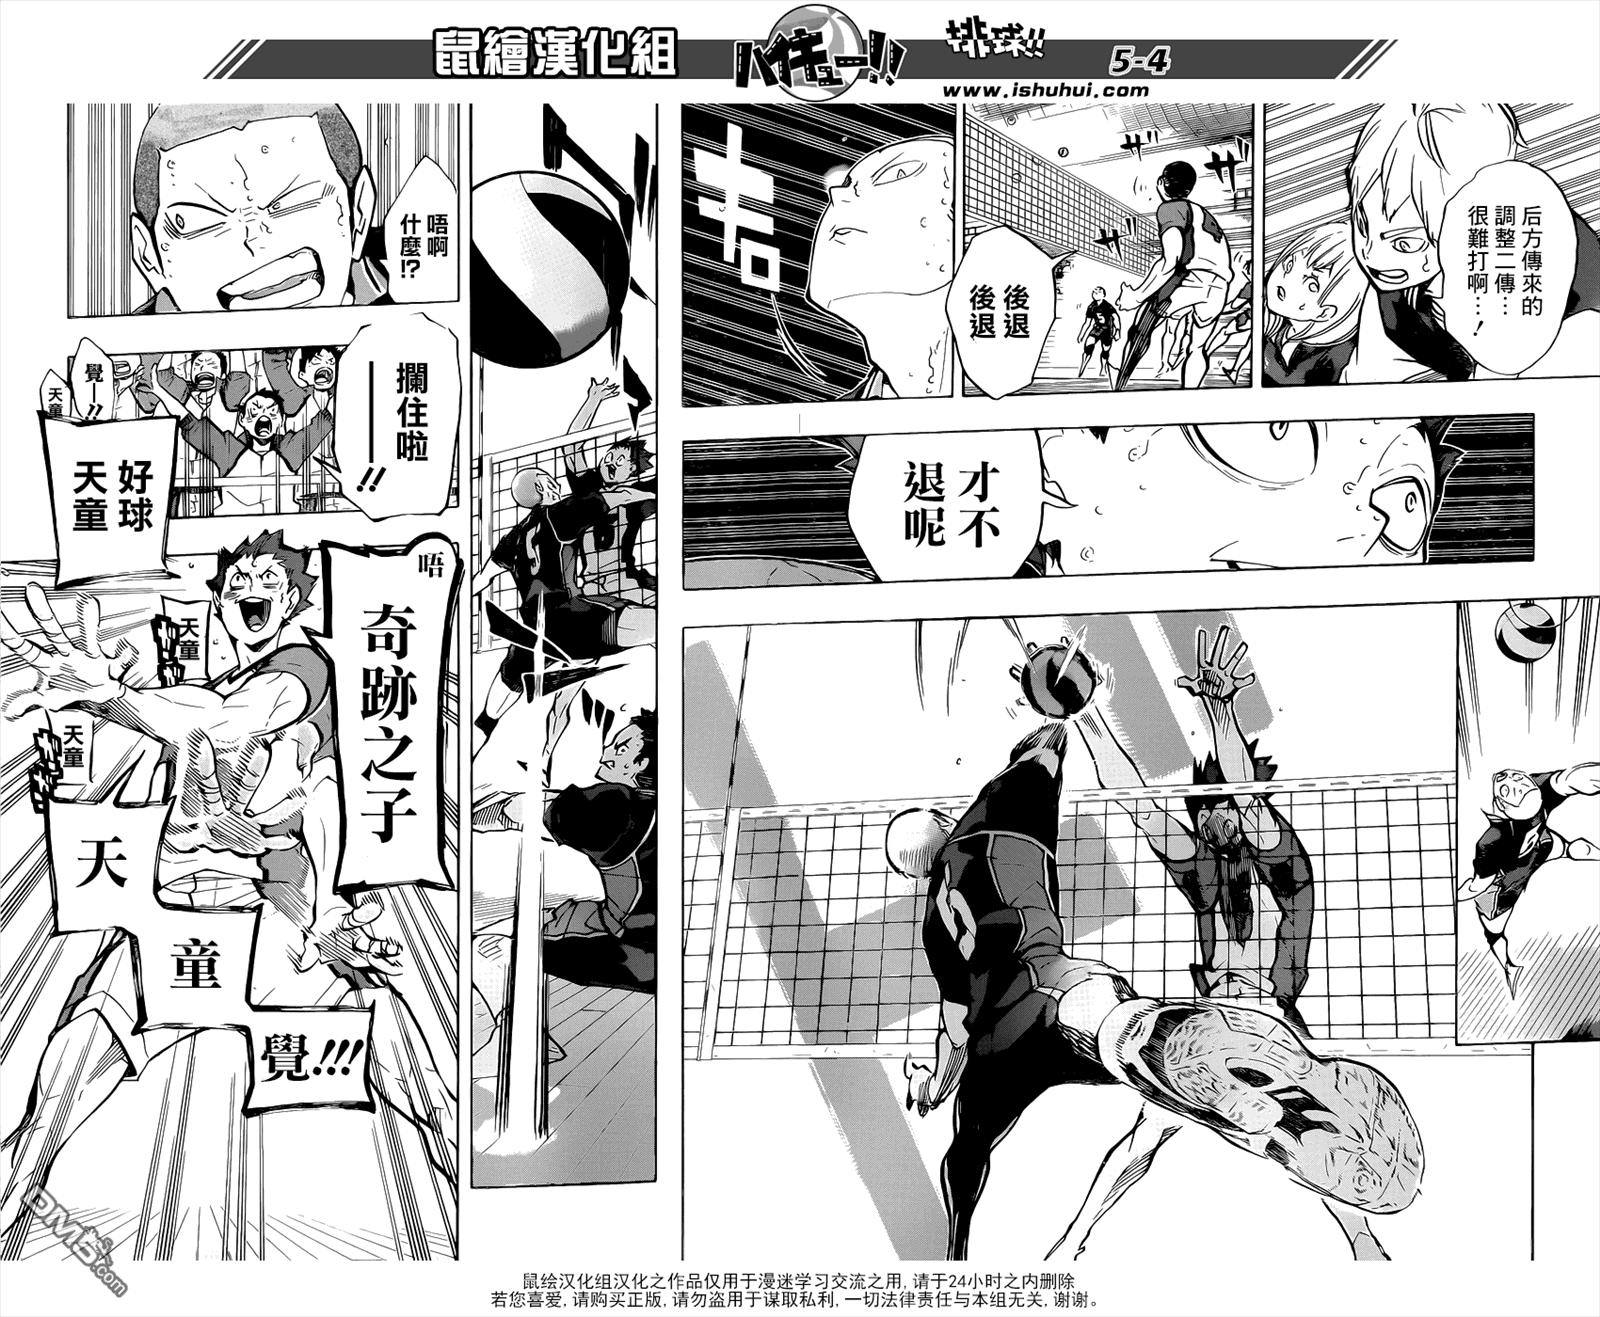 鼠繪漢化組
ハイキュー!!
排球!!
5-4
www.ishuhui.com
后方傳來的
調整二傳…
很難打啊…!
後退
後退
才不
退呢
唔啊
什麼!?
攔住啦
——!!
覺—!!
天童
好球
天童
唔
奇跡之子
天童
天童
天
童
覺!!!
DM5
.com
鼠绘汉化组汉化之作品仅用于漫迷学习交流之用,请于24小时之内删除
若您喜爱,请购买正版,请勿盗用于谋取私利,一切法律责任与本组无关,谢谢。